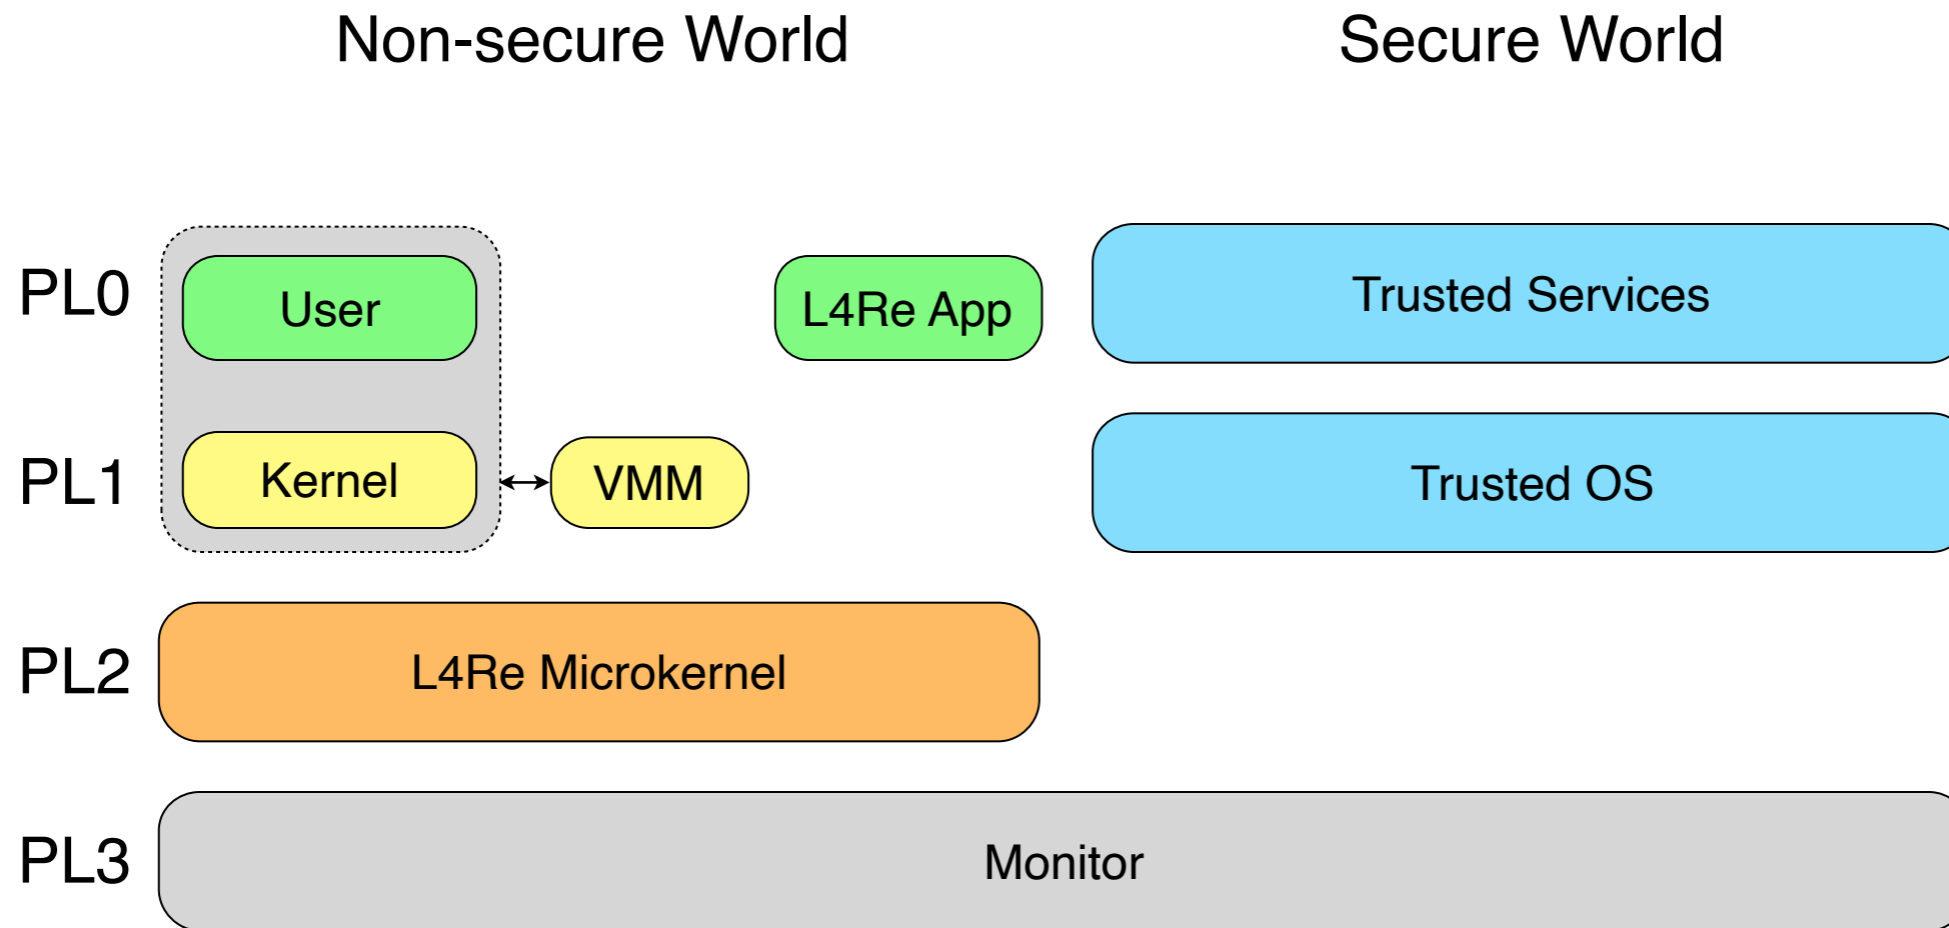 Non-secure World
Secure World
PL0
User
L4Re App
Trusted Services
PL1
Kernel
VMM
Trusted OS
PL2
L4Re Microkernel
PL3
Monitor